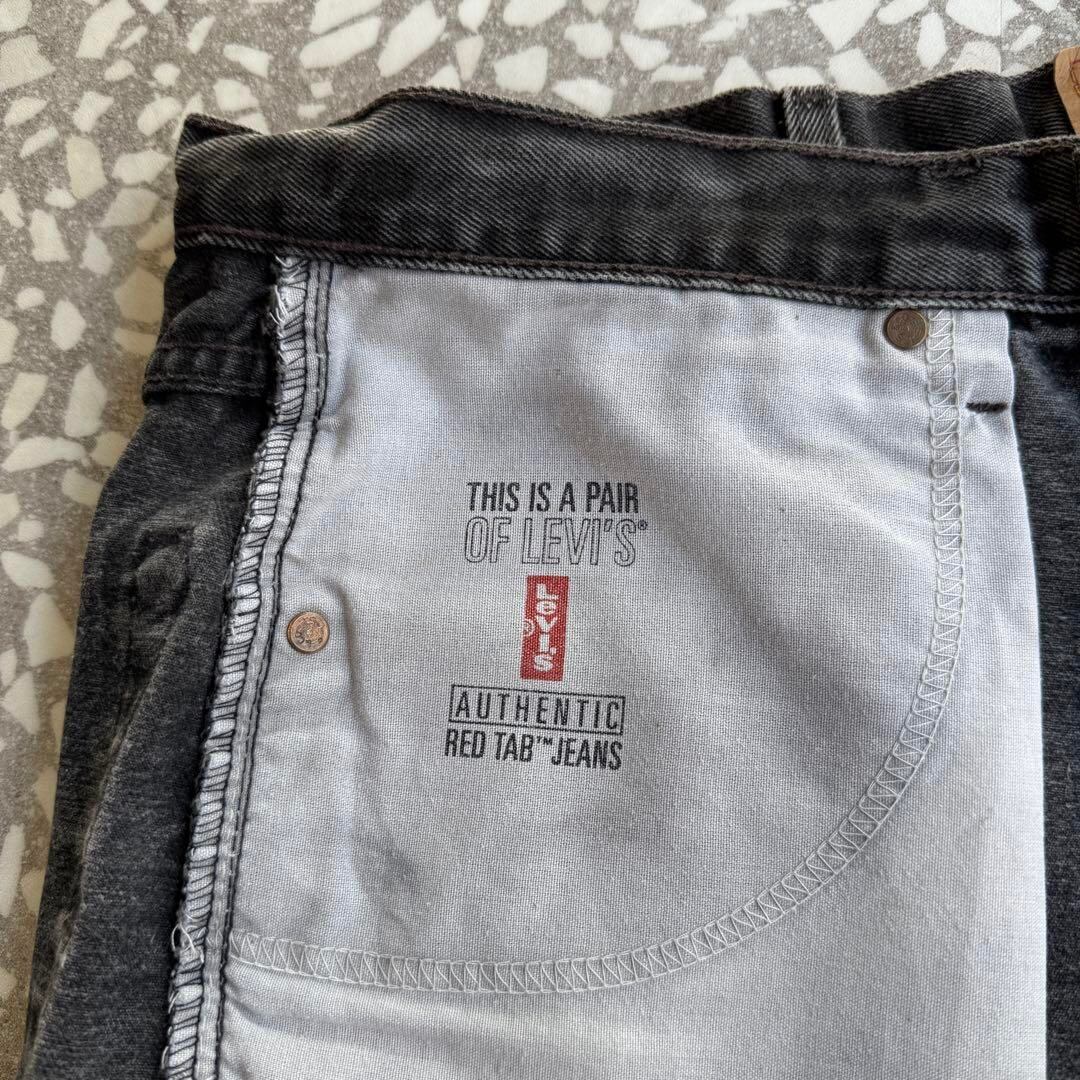 THIS IS A PAIR
OF LEVI'S®
Levi's®
AUTHENTIC
RED TAB™ JEANS